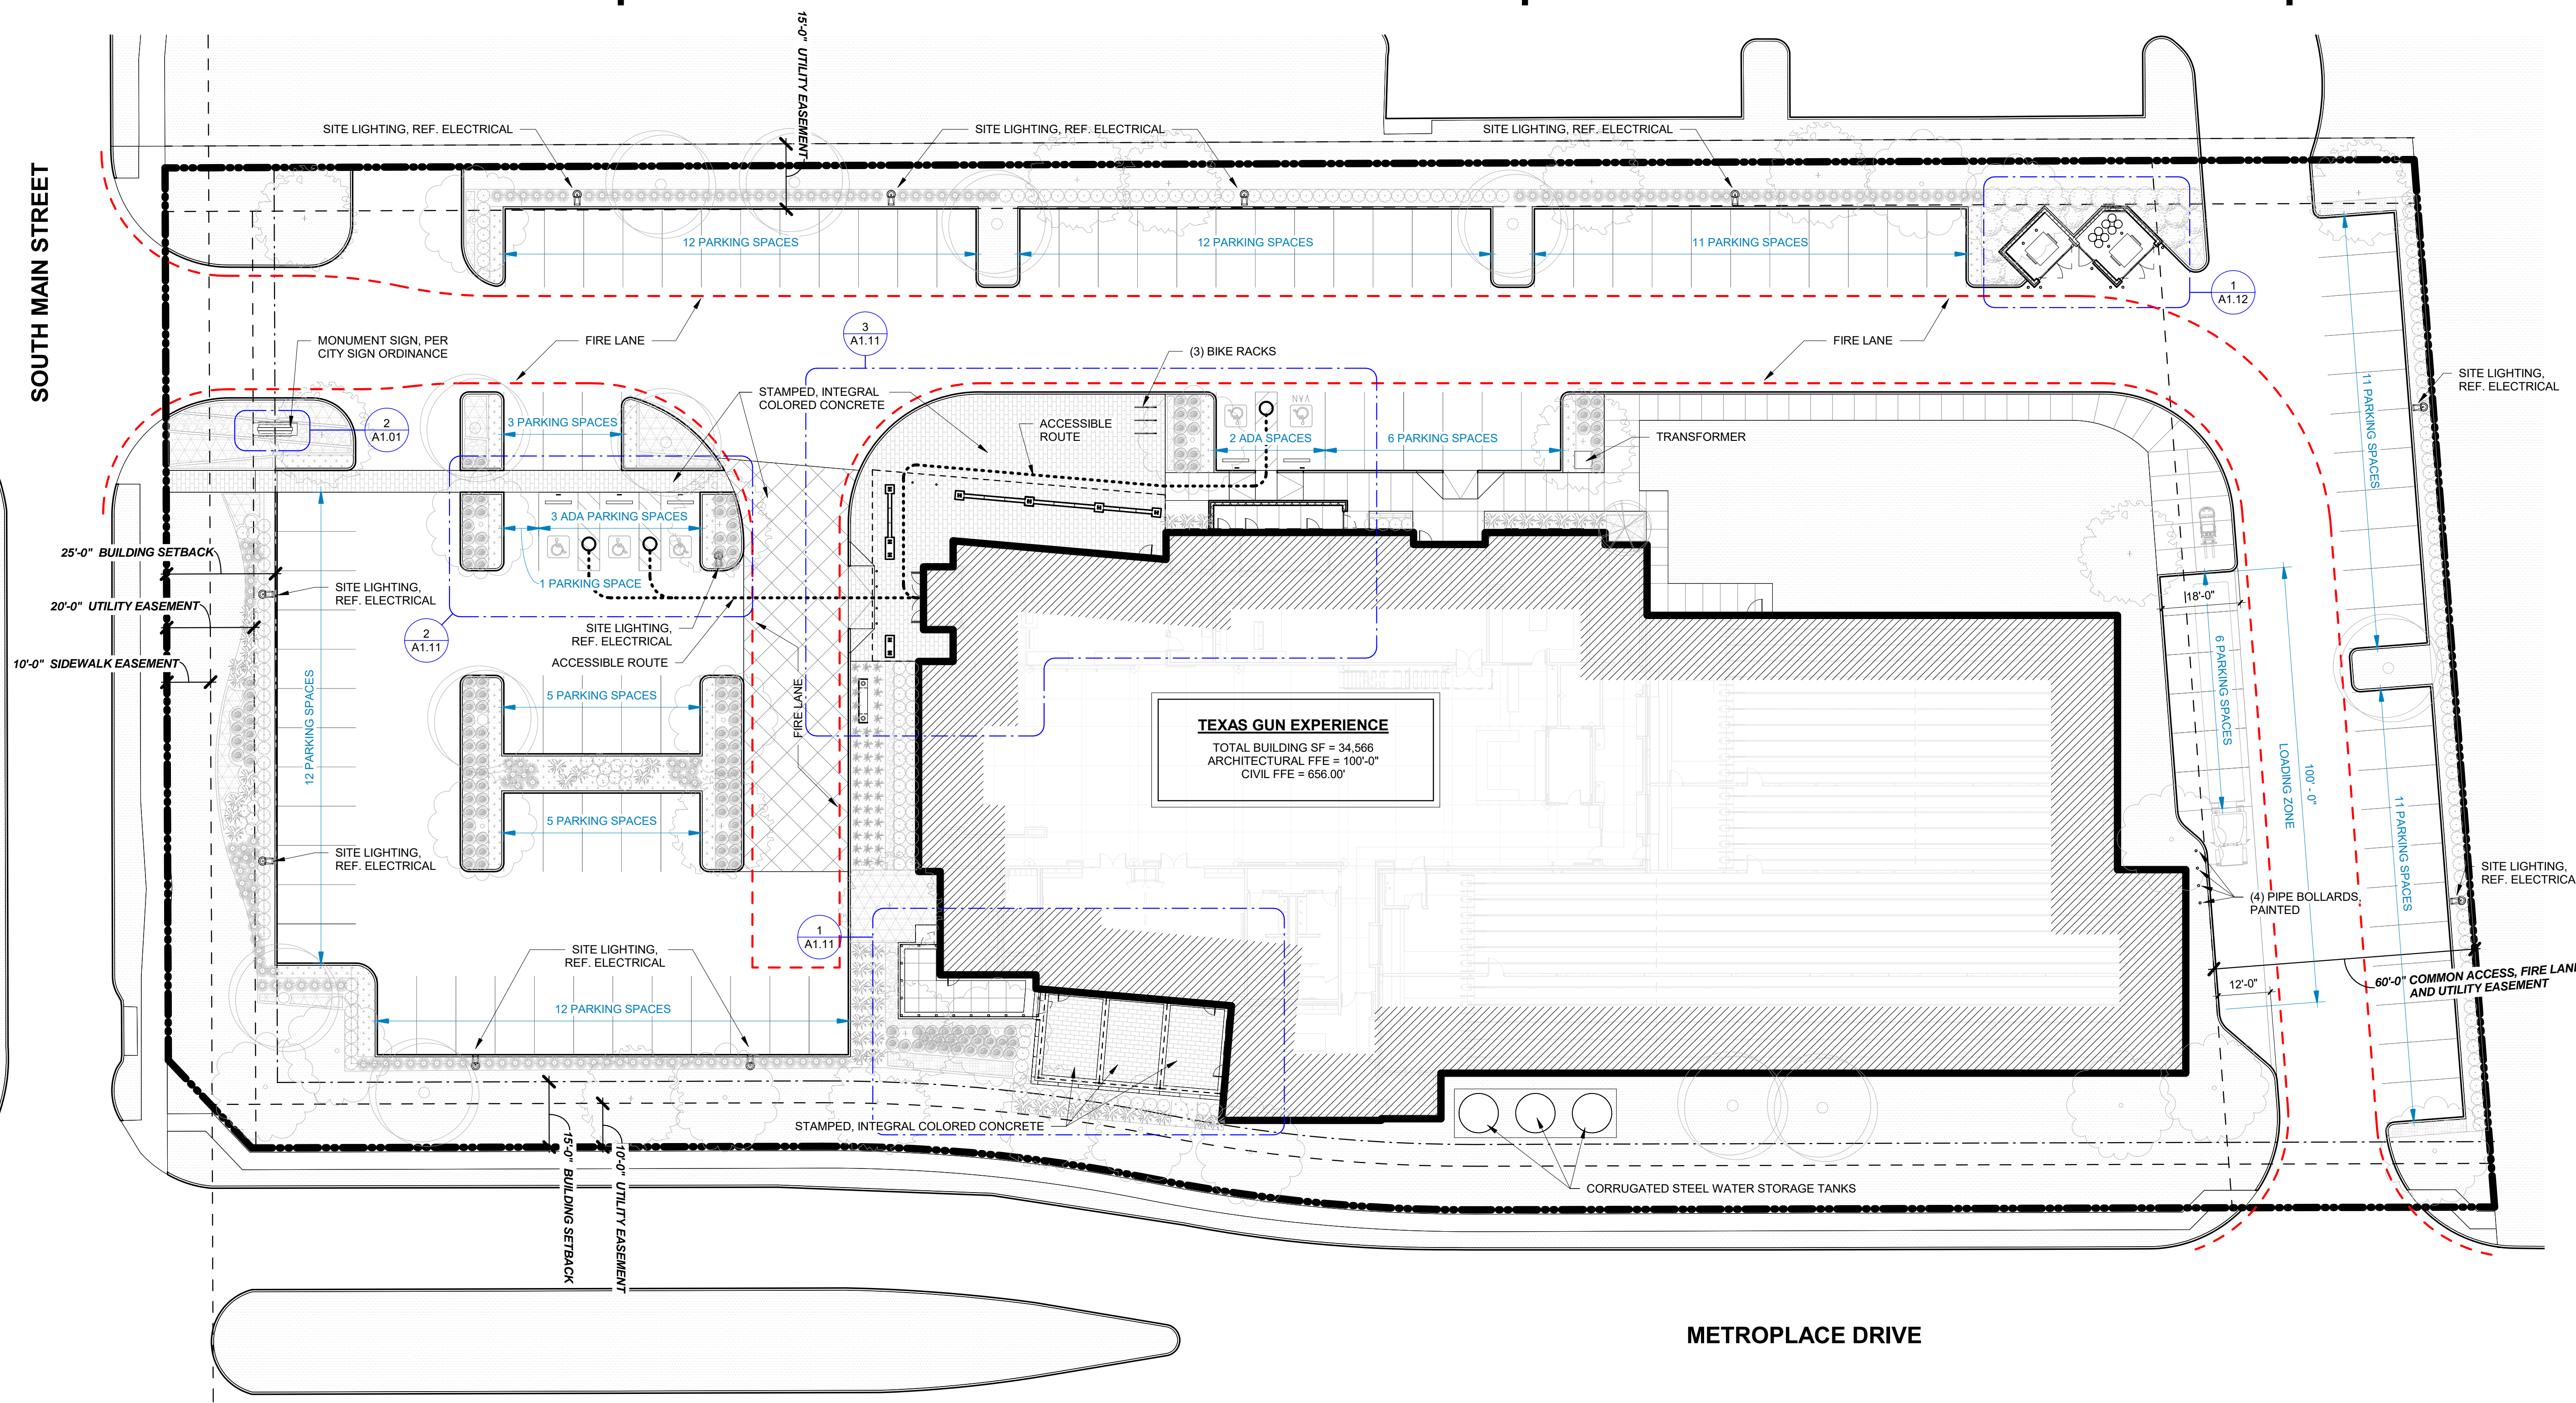 15'-0" UTILITY EASEMENT
SITE LIGHTING, REF. ELECTRICAL
SITE LIGHTING, REF. ELECTRICAL
SITE LIGHTING, REF. ELECTRICAL
SOUTH MAIN STREET
12 PARKING SPACES
12 PARKING SPACES
11 PARKING SPACES
1
A1.12
MONUMENT SIGN, PER
CITY SIGN ORDINANCE
FIRE LANE
3
A1.11
(3) BIKE RACKS
FIRE LANE
SITE LIGHTING,
REF. ELECTRICAL
11 PARKING SPACES
STAMPED, INTEGRAL
COLORED CONCRETE
2
A1.01
3 PARKING SPACES
ACCESSIBLE
ROUTE
VAN
2 ADA SPACES
6 PARKING SPACES
TRANSFORMER
3 ADA PARKING SPACES
25'-0" BUILDING SETBACK
1 PARKING SPACE
SITE LIGHTING,
REF. ELECTRICAL
20'-0" UTILITY EASEMENT
18'-0"
2
A1.11
SITE LIGHTING,
REF. ELECTRICAL
ACCESSIBLE ROUTE
10'-0" SIDEWALK EASEMENT
6 PARKING SPACES
5 PARKING SPACES
FIRE LANE
12 PARKING SPACES
TEXAS GUN EXPERIENCE
TOTAL BUILDING SF = 34,566
ARCHITECTURAL FFE = 100'-0"
CIVIL FFE = 656.00'
100' - 0"
LOADING ZONE
5 PARKING SPACES
11 PARKING SPACES
SITE LIGHTING,
REF. ELECTRICAL
SITE LIGHTING,
REF. ELECTRICA
(4) PIPE BOLLARDS,
PAINTED
1
A1.11
SITE LIGHTING,
REF. ELECTRICAL
60'-0" COMMON ACCESS, FIRE LANE
AND UTILITY EASEMENT
12'-0"
12 PARKING SPACES
STAMPED, INTEGRAL COLORED CONCRETE
15'-0" BUILDING SETBACK
10'-0" UTILITY EASEMENT
CORRUGATED STEEL WATER STORAGE TANKS
METROPLACE DRIVE